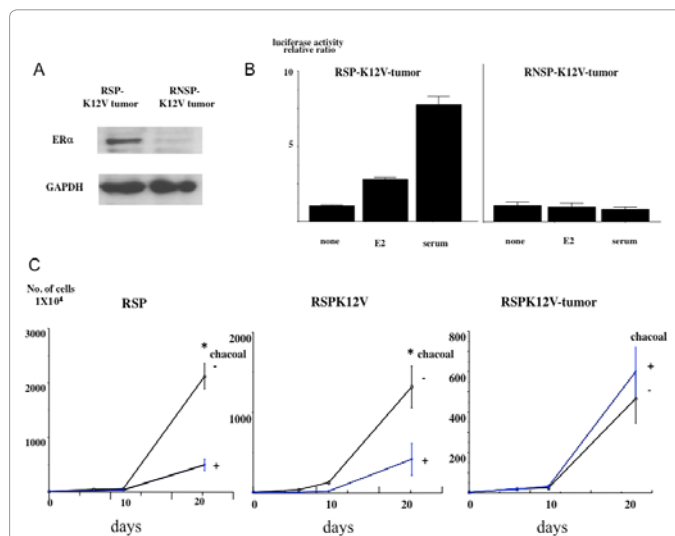 A
RSP-
K12V tumor
RNSP-
K12V-tumor
ERα
GAPDH
B
luciferase activity
relative ratio
RSP-K12V-tumor
RNSP-K12V-tumor
10
5
none
E2
serum
none
E2
serum
C
No. of cells
1X10⁴
RSP
3000
2000
1000
* chacoal
-
+
0
10
20
days
RSPK12V
2000
1000
* chacoal
-
+
0
10
20
days
RSPK12V-tumor
800
600
400
200
chacoal
+
-
0
10
20
days